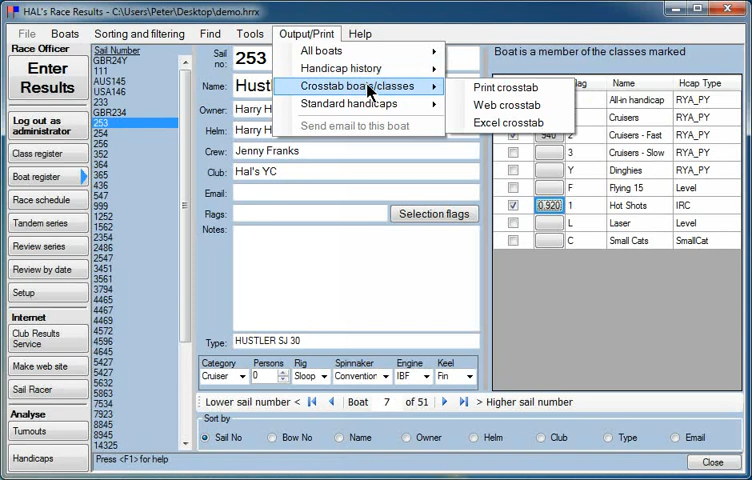 HAL's Race Results - C:\Users\Peter\Desktop\demo.hrrx
File Boats Sorting and filtering Find Tools Output/Print Help
Race Officer
Enter Results
Log out as administrator
Class register
Boat register
Race schedule
Tandem series
Review series
Review by date
Setup
Internet
Club Results Service
Make web site
Sail Racer
Analyse
Turnouts
Handicaps
Sail Number
GBR24Y
111
AUS145
USA146
233
GBR234
253
254
256
345
364
365
436
547
999
1252
1254
2536
3561
3794
4465
4467
4469
4572
4596
5427
5427
5632
5863
7534
7923
8845
8945
14325
Sail no: 253
Name: Hust
Owner: Harry H
Helm: Harry H
Crew: Jenny Franks
Club: Hal's YC
Email:
Flags: Selection flags
Notes:
Type: HUSTLER SJ 30
Category Persons Rig Spinnaker Engine Keel
Cruiser 0 Sloop Convention IBF Fin
Lower sail number < Boat 7 of 51 > Higher sail number
Sort by
Sail No Bow No Name Owner Helm Club Type Email
Press <F1> for help
Close
All boats
Handicap history
Crosstab boats/classes
Standard handicaps
Send email to this boat
Print crosstab
Web crosstab
Excel crosstab
Boat is a member of the classes marked
lag Name Hcap Type
All-in handicap RYA_PY
Cruisers RYA_PY
940 2 Cruisers - Fast RYA_PY
3 Cruisers - Slow RYA_PY
Y Dinghies RYA_PY
F Flying 15 Level
0.920 1 Hot Shots IRC
L Laser Level
C Small Cats SmallCat